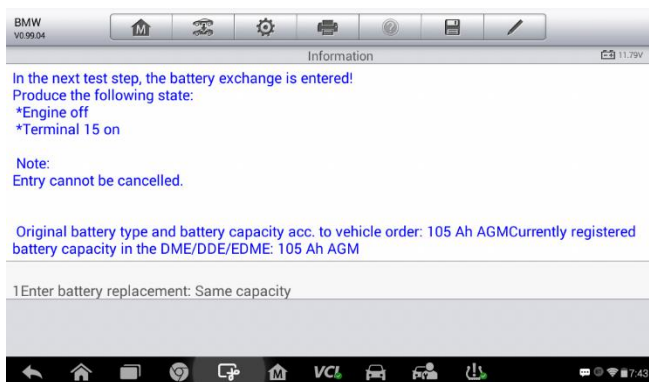 BMW
V0.99.04
Information
11.79V
In the next test step, the battery exchange is entered!
Produce the following state:
*Engine off
*Terminal 15 on
Note:
Entry cannot be cancelled.
Original battery type and battery capacity acc. to vehicle order: 105 Ah AGMCurrently registered
battery capacity in the DME/DDE/EDME: 105 Ah AGM
1Enter battery replacement: Same capacity
VCI
7:43